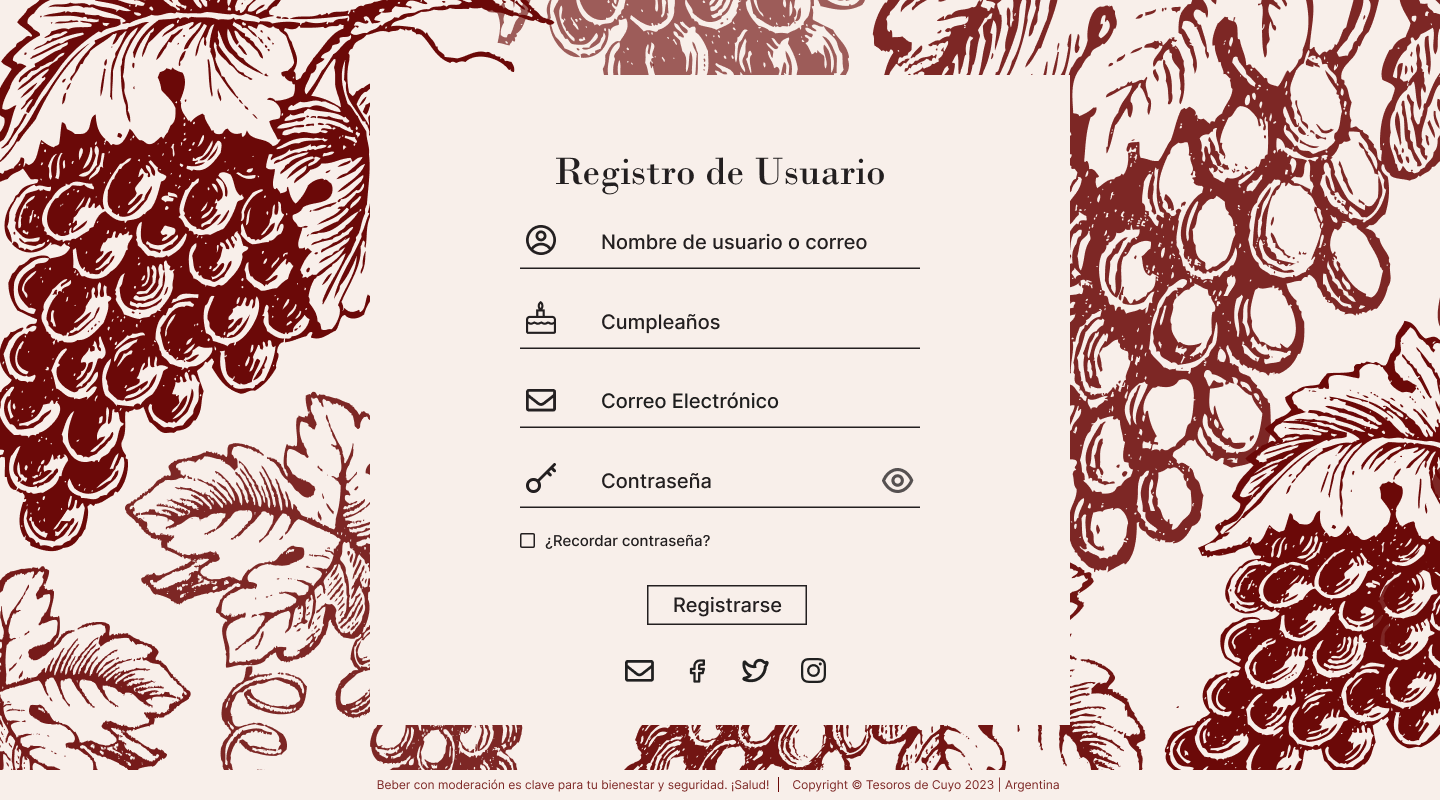 Registro de Usuario
Nombre de usuario o correo
Cumpleaños
Correo Electrónico
Contraseña
¿Recordar contraseña?
Registrarse
Beber con moderación es clave para tu bienestar y seguridad. ¡Salud! | Copyright © Tesoros de Cuyo 2023 | Argentina